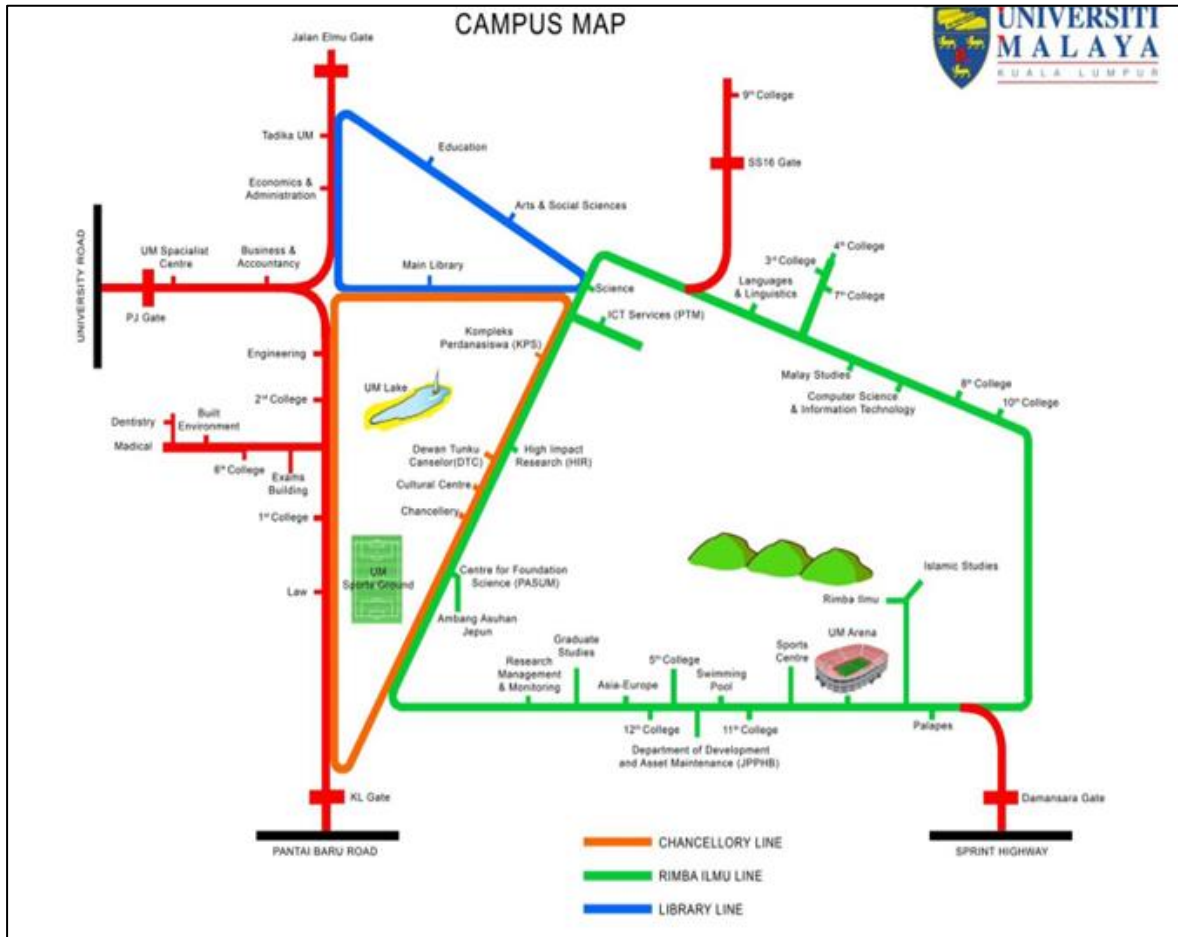 CAMPUS MAP
UNIVERSITI
MALAYA
KUALA LUMPUR
Jalan Elmu Gate
9th College
Tadika UM
Education
SS16 Gate
Economics &
Administration
Arts & Social Sciences
UNIVERSITY ROAD
UM Spacialist
Centre
Business &
Accountancy
Main Library
4th College
3rd College
Languages
& Linguistics
7th College
Science
ICT Services (PTM)
PJ Gate
Kompleks
Perdanasiswa (KPS)
Engineering
UM Lake
Malay Studies
Computer Science
& Information Technology
8th College
10th College
2rd College
Dentistry
Built
Environment
Madical
6th College
Exams
Building
Dewan Tunku
Canselor(DTC)
High Impact
Research (HIR)
Cultural Centre
Chancellery
1st College
UM
Sports Ground
Law
Centre for Foundation
Science (PASUM)
Ambang Asuhan
Jepun
Islamic Studies
Rimba Ilmu
UM Arena
Graduate
Studies
Research
Management
& Monitoring
Asia-Europe
5th College
Swimming
Pool
Sports
Centre
12th College
11th College
Palapes
Department of Development
and Asset Maintenance (JPPHB)
KL Gate
Damansara Gate
PANTAI BARU ROAD
SPRINT HIGHWAY
CHANCELLORY LINE
RIMBA ILMU LINE
LIBRARY LINE